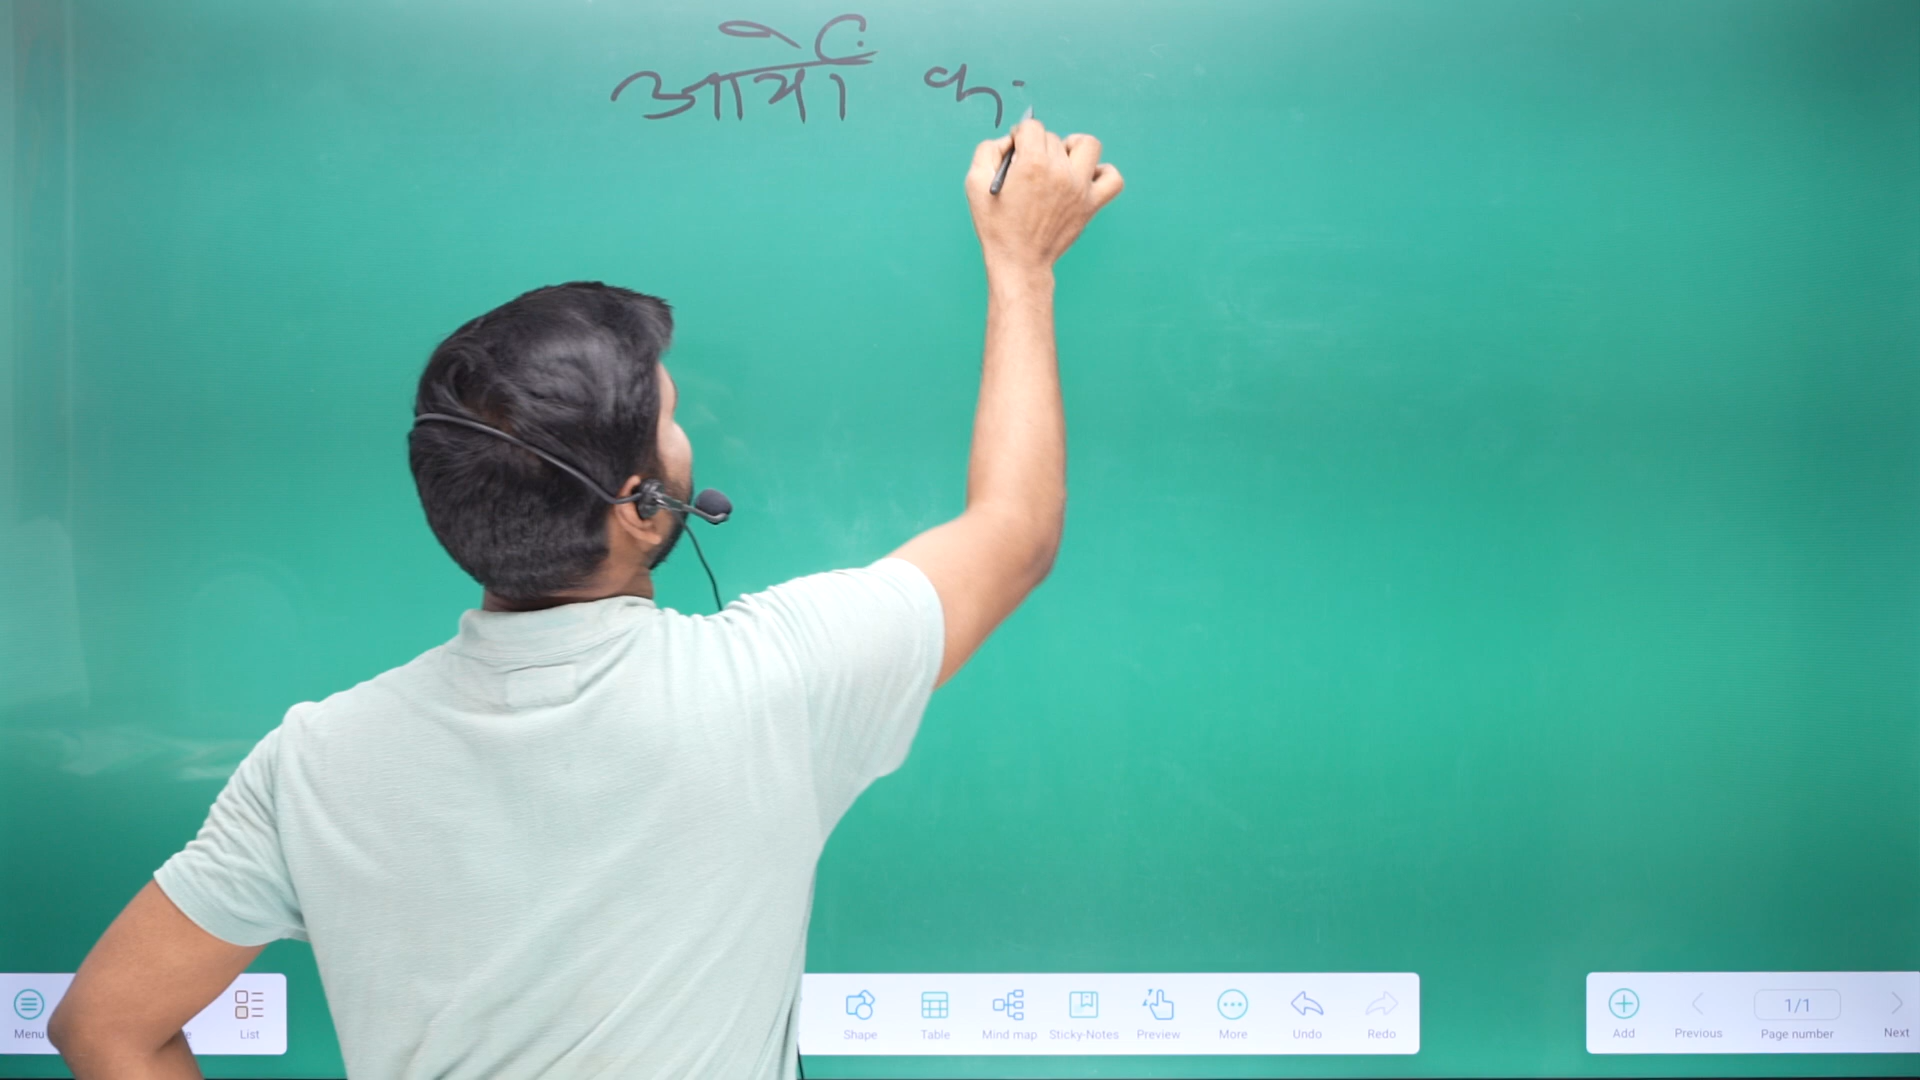 आर्यों क
Menu
List
Shape
Table
Mind map
Sticky-Notes
Preview
More
Undo
Redo
Add
Previous
1/1
Page number
Next